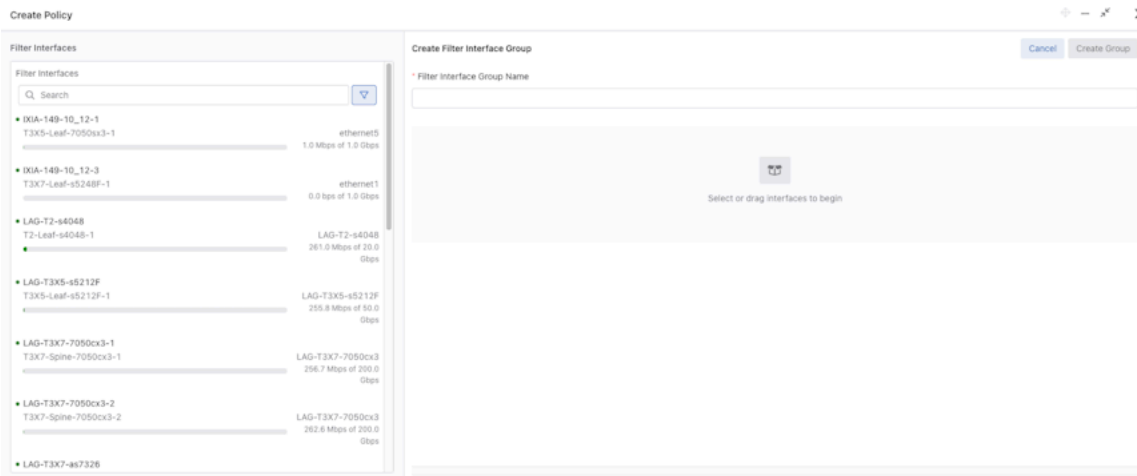 Create Policy
Filter Interfaces
Filter Interfaces
Search
IXIA-149-10_12-1
T3X5-Leaf-7050sx3-1
ethernet5
1.0 Mbps of 1.0 Gbps
IXIA-149-10_12-3
T3X7-Leaf-s5248F-1
ethernet1
0.0 bps of 1.0 Gbps
LAG-T2-s4048
T2-Leaf-s4048-1
LAG-T2-s4048
261.0 Mbps of 20.0
Gbps
LAG-T3X5-s5212F
T3X5-Leaf-s5212F-1
LAG-T3X5-s5212F
255.8 Mbps of 50.0
Gbps
LAG-T3X7-7050cx3-1
T3X7-Spine-7050cx3-1
LAG-T3X7-7050cx3
256.7 Mbps of 200.0
Gbps
LAG-T3X7-7050cx3-2
T3X7-Spine-7050cx3-2
LAG-T3X7-7050cx3
262.6 Mbps of 200.0
Gbps
LAG-T3X7-as7326
Create Filter Interface Group
Cancel
Create Group
* Filter Interface Group Name
Select or drag interfaces to begin